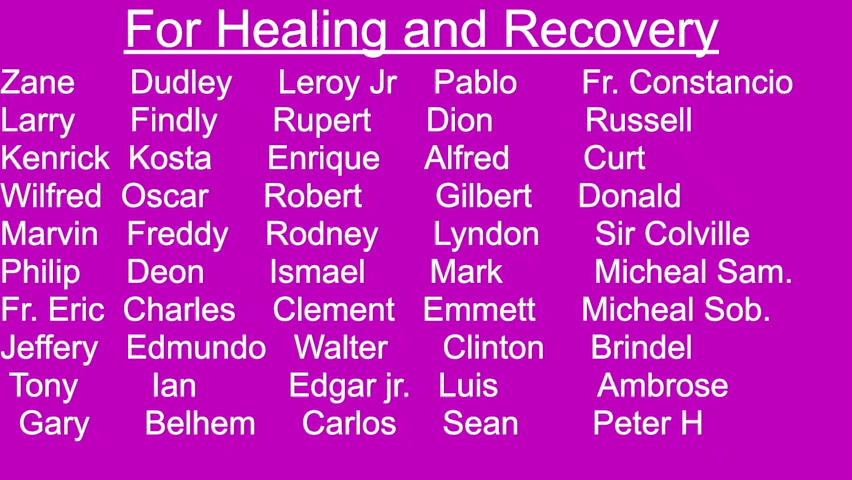 For Healing and Recovery
Zane Dudley Leroy Jr Pablo Fr. Constancio
Larry Findly Rupert Dion Russell
Kenrick Kosta Enrique Alfred Curt
Wilfred Oscar Robert Gilbert Donald
Marvin Freddy Rodney Lyndon Sir Colville
Philip Deon Ismael Mark Micheal Sam.
Fr. Eric Charles Clement Emmett Micheal Sob.
Jeffery Edmundo Walter Clinton Brindel
Tony Ian Edgar jr. Luis Ambrose
Gary Belhem Carlos Sean Peter H